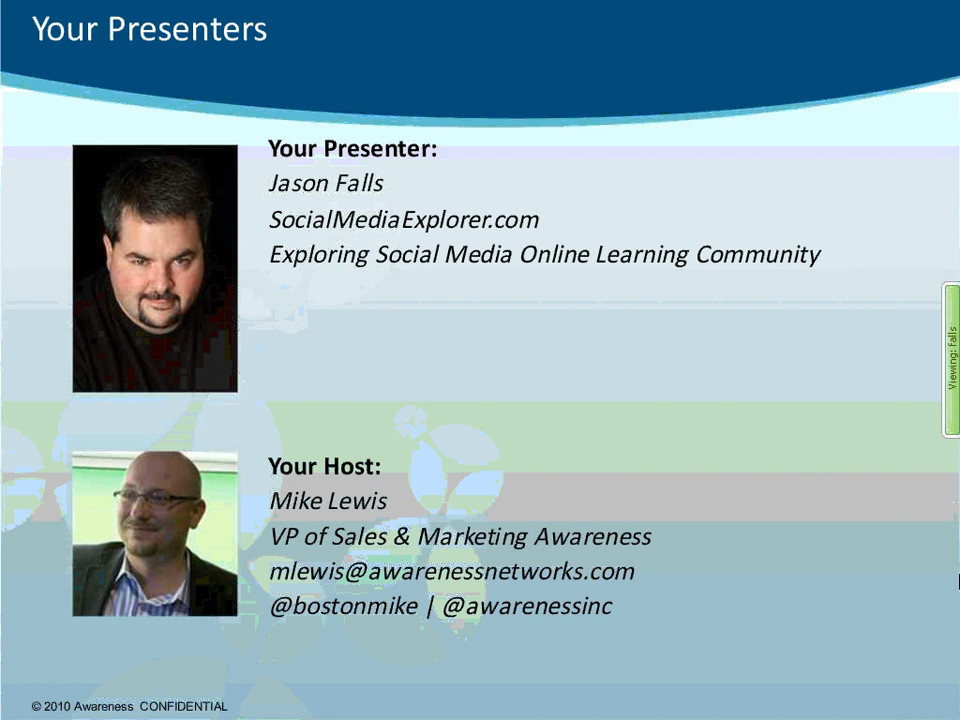 Your Presenters
Your Presenter:
Jason Falls
SocialMediaExplorer.com
Exploring Social Media Online Learning Community
Viewing: Falls
Your Host:
Mike Lewis
VP of Sales & Marketing Awareness
mlewis@awarenessnetworks.com
@bostonmike | @awarenessinc
© 2010 Awareness CONFIDENTIAL